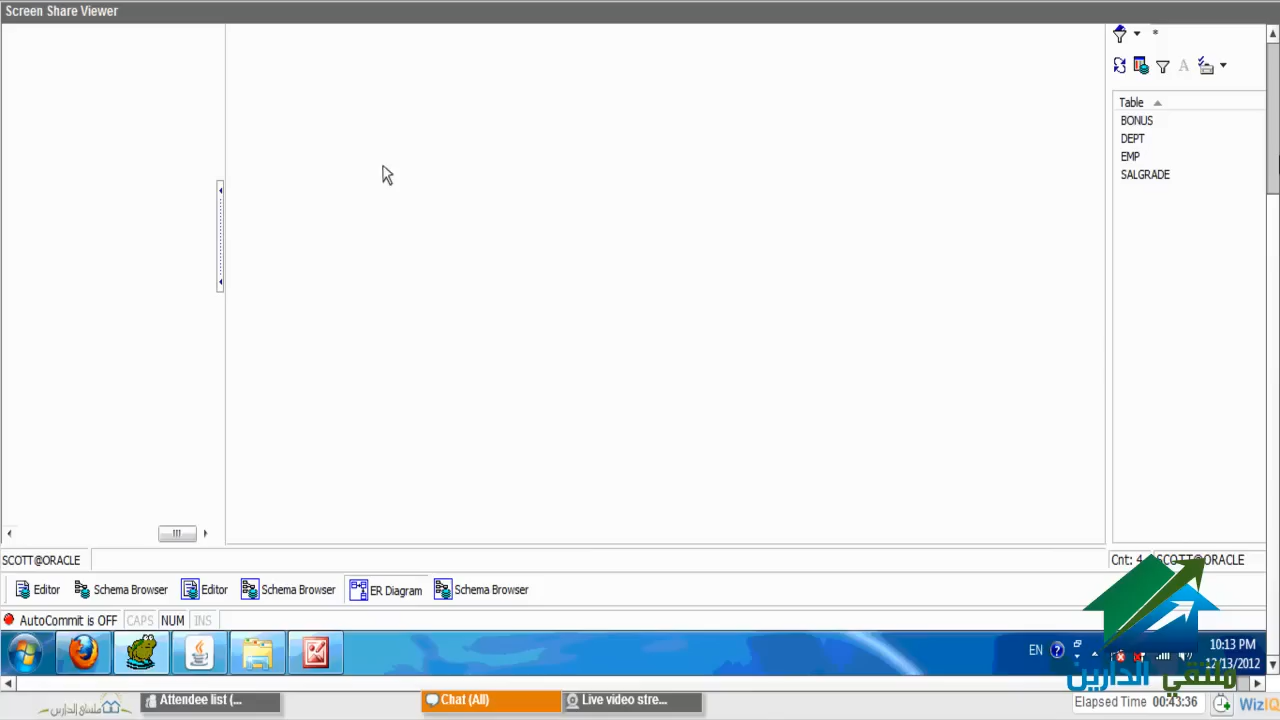 Screen Share Viewer
*
A
Table
BONUS
DEPT
EMP
SALGRADE
SCOTT@ORACLE
Cnt: 4
SCOTT@ORACLE
Editor
Schema Browser
Editor
Schema Browser
ER Diagram
Schema Browser
AutoCommit is OFF
CAPS
NUM
INS
EN
10:13 PM
12/13/2012
ملتقي الدارين
Attendee list (...
Chat (All)
Live video stre...
Elapsed Time
00:43:36
WizIQ